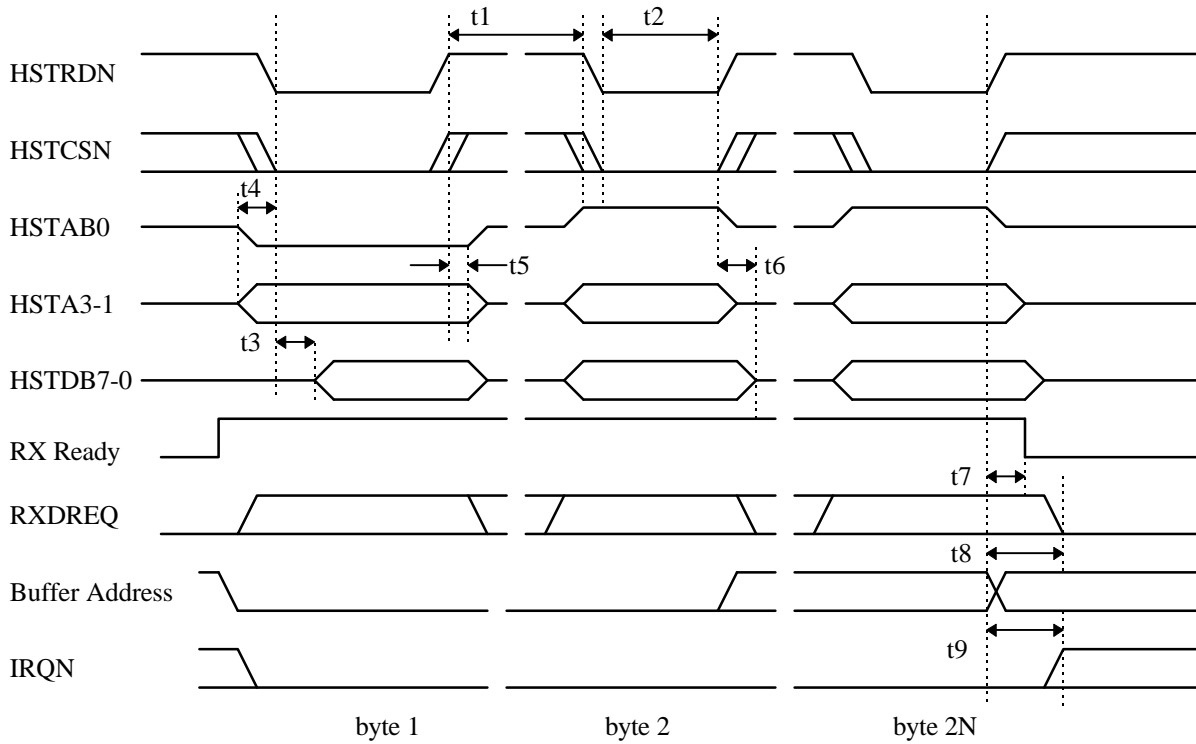 t1
t2
HSTRDN
HSTCSN
t4
HSTAB0
t5
t6
HSTA3-1
t3
HSTDB7-0
RX Ready
t7
RXDREQ
t8
Buffer Address
t9
IRQN
byte 1
byte 2
byte 2N